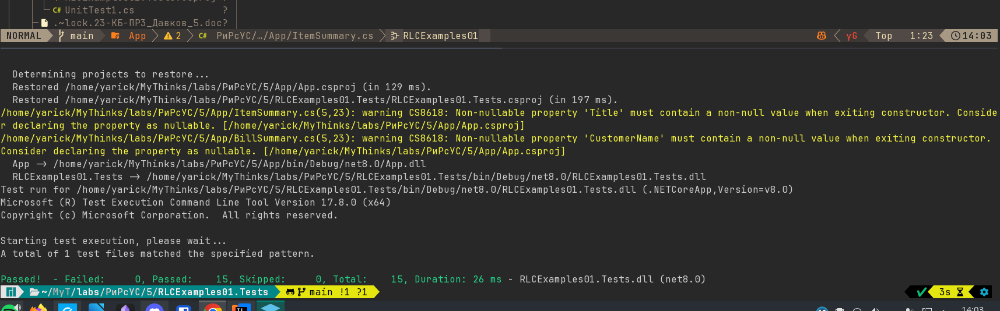 UnitTest1.cs ?
.~lock.23-КБ-ПР3_Давков_5.doc?
NORMAL main App 2 РиРсУС/…/App/ItemSummary.cs RLCExamples01 yG Top 1:23 14:03
Determining projects to restore...
Restored /home/yarick/MyThinks/labs/РиРсУС/5/App/App.csproj (in 129 ms).
Restored /home/yarick/MyThinks/labs/РиРсУС/5/RLCExamples01.Tests/RLCExamples01.Tests.csproj (in 197 ms).
/home/yarick/MyThinks/labs/РиРсУС/5/App/ItemSummary.cs(5,23): warning CS8618: Non-nullable property 'Title' must contain a non-null value when exiting constructor. Conside
r declaring the property as nullable. [/home/yarick/MyThinks/labs/РиРсУС/5/App/App.csproj]
/home/yarick/MyThinks/labs/РиРсУС/5/App/BillSummary.cs(5,23): warning CS8618: Non-nullable property 'CustomerName' must contain a non-null value when exiting constructor.
Consider declaring the property as nullable. [/home/yarick/MyThinks/labs/РиРсУС/5/App/App.csproj]
App -> /home/yarick/MyThinks/labs/РиРсУС/5/App/bin/Debug/net8.0/App.dll
RLCExamples01.Tests -> /home/yarick/MyThinks/labs/РиРсУС/5/RLCExamples01.Tests/bin/Debug/net8.0/RLCExamples01.Tests.dll
Test run for /home/yarick/MyThinks/labs/РиРсУС/5/RLCExamples01.Tests/bin/Debug/net8.0/RLCExamples01.Tests.dll (.NETCoreApp,Version=v8.0)
Microsoft (R) Test Execution Command Line Tool Version 17.8.0 (x64)
Copyright (c) Microsoft Corporation.  All rights reserved.
Starting test execution, please wait...
A total of 1 test files matched the specified pattern.
Passed!  - Failed:     0, Passed:    15, Skipped:     0, Total:    15, Duration: 26 ms - RLCExamples01.Tests.dll (net8.0)
~/MyT/labs/РиРсУС/5/RLCExamples01.Tests main !1 ?1 3s
14:03